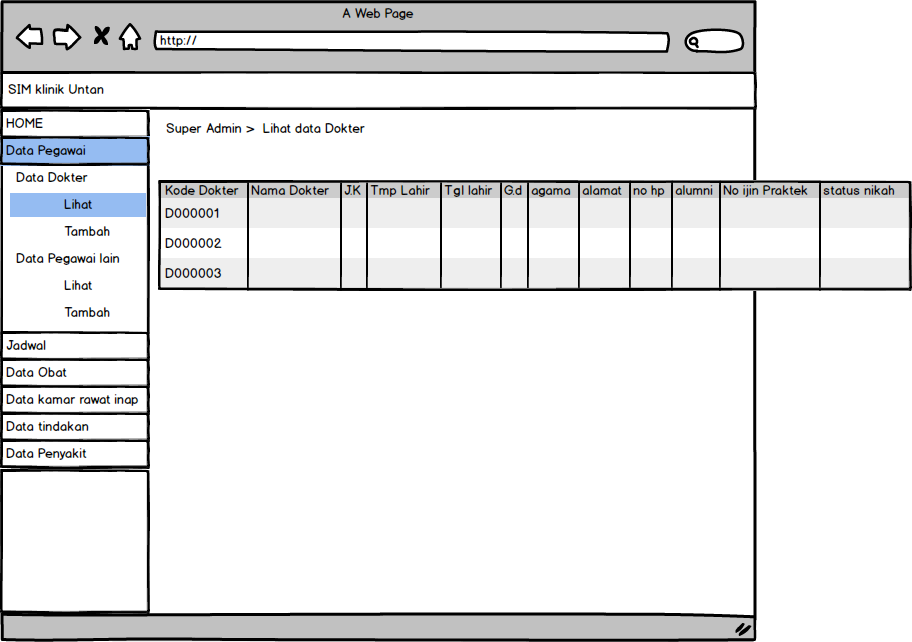 A Web Page
http://
SIM klinik Untan
HOME
Data Pegawai
Data Dokter
Lihat
Tambah
Data Pegawai lain
Lihat
Tambah
Jadwal
Data Obat
Data kamar rawat inap
Data tindakan
Data Penyakit
Super Admin > Lihat data Dokter
Kode Dokter Nama Dokter J.K Tmp Lahir Tgl lahir G.d agama alamat no hp alumni No ijin Praktek status nikah
D000001
D000002
D000003